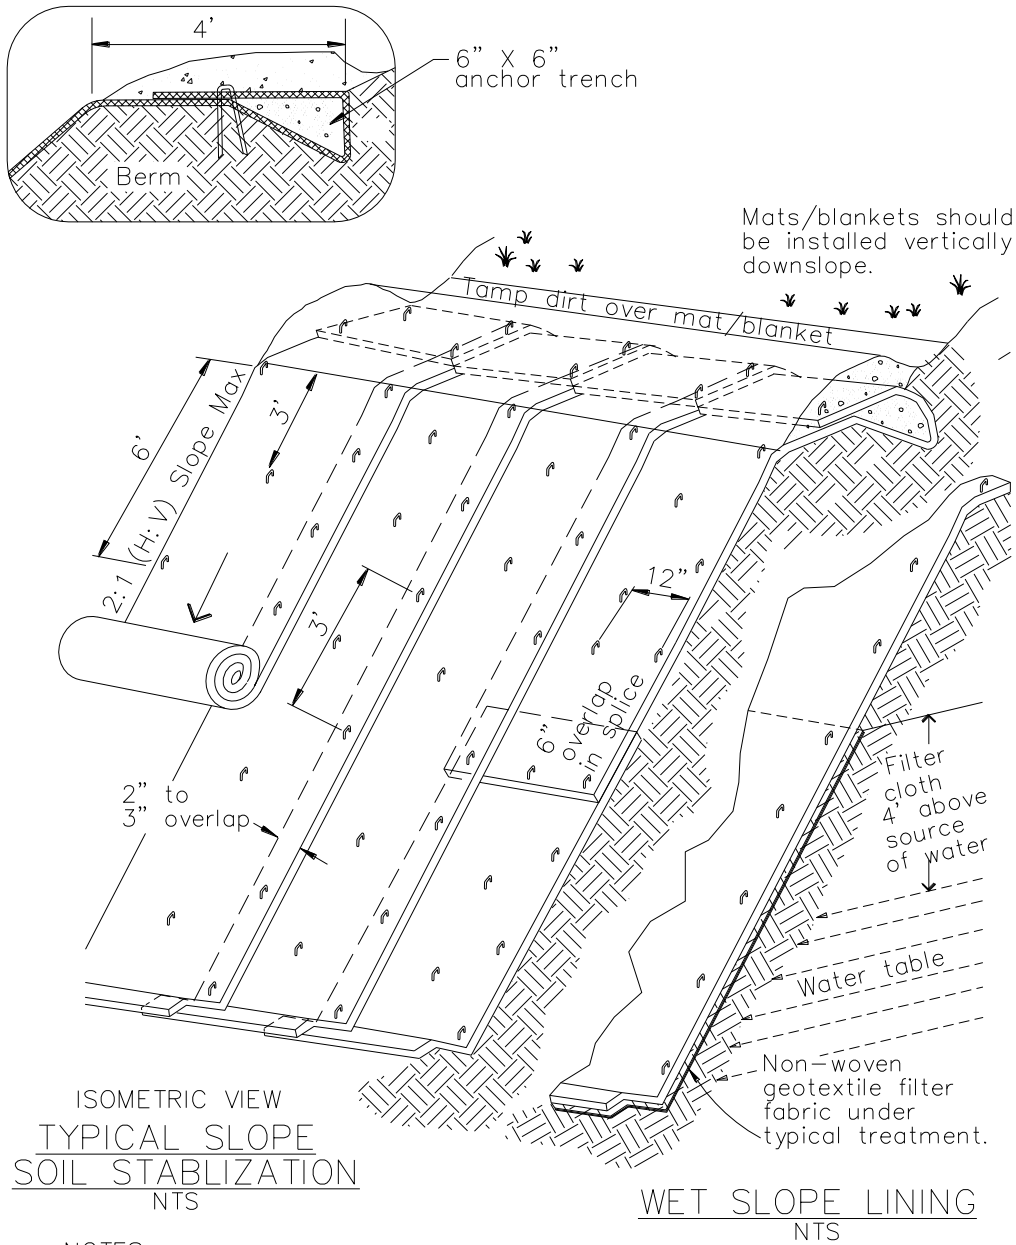 4'
6" X 6"
anchor trench
Berm
Mats/blankets should
be installed vertically
downslope.
Tamp dirt over mat/blanket
6'
2:1 (H:V) Slope Max
3'
3'
12"
6"
overlap
in splice
2" to
3" overlap
Filter
cloth
4' above
source
of water
Water table
Non-woven
geotextile filter
fabric under
typical treatment.
ISOMETRIC VIEW
TYPICAL SLOPE
SOIL STABLIZATION
NTS
WET SLOPE LINING
NTS